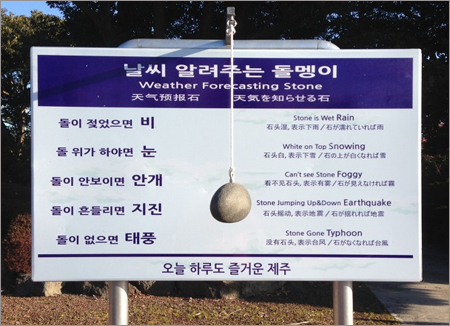 날씨 알려주는 돌멩이
Weather Forecasting Stone
天气预报石 天気を知らせる石
돌이 젖었으면 비
Stone is Wet Rain
石头湿, 表示下雨 / 石が濡れていれば雨
돌 위가 하야면 눈
White on Top Snowing
石头白, 表示下雪 / 石の上が白くなれば雪
돌이 안보이면 안개
Can't see Stone Foggy
看不见石头, 表示有雾 / 石が見えなければ霧
돌이 흔들리면 지진
Stone Jumping Up&Down Earthquake
石头摇动, 表示地震 / 石が揺れれば地震
돌이 없으면 태풍
Stone Gone Typhoon
没有石头, 表示台风 / 石がなくなれば台風
오늘 하루도 즐거운 제주